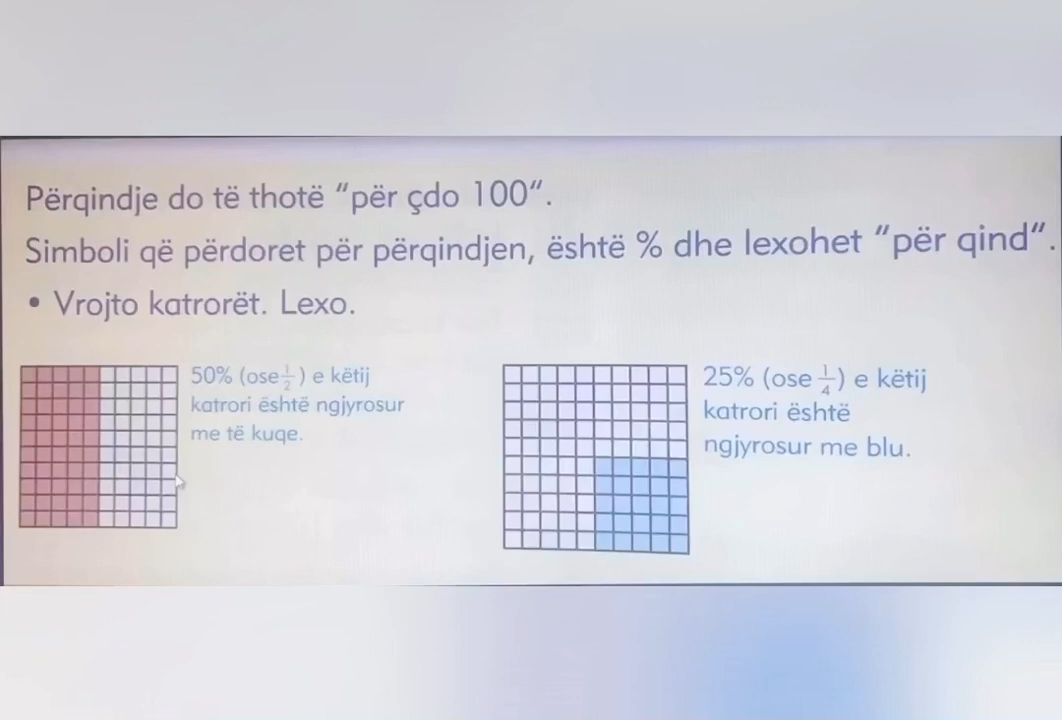 Përqindje do të thotë “për çdo 100“.
Simboli që përdoret për përqindjen, është % dhe lexohet “për qind“.
• Vrojto katrorët. Lexo.
50% (ose 1/2) e këtij
katrori është ngjyrosur
me të kuqe.
25% (ose 1/4) e këtij
katrori është
ngjyrosur me blu.